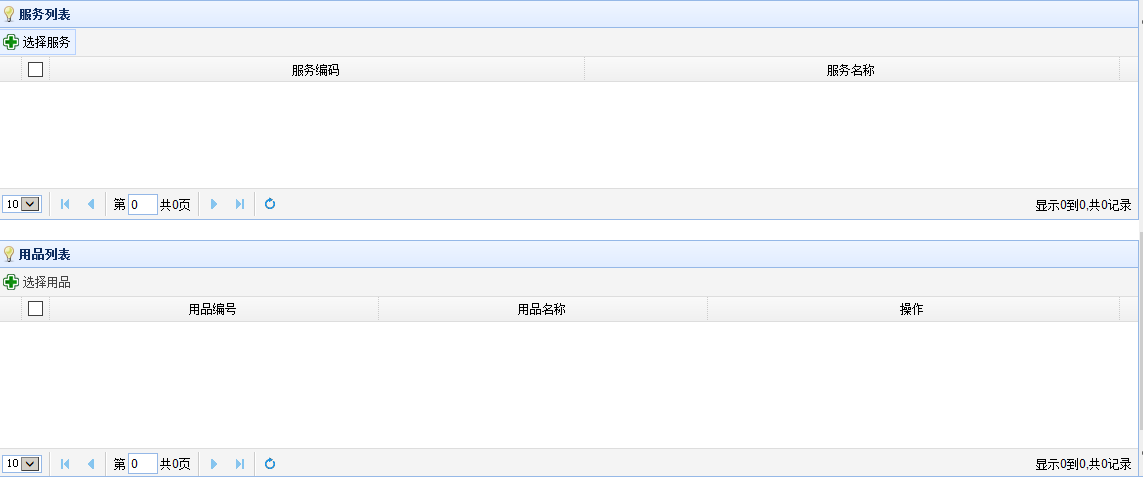 服务列表
选择服务
服务编码 服务名称
10 第 0 共0页 显示0到0,共0记录
用品列表
选择用品
用品编号 用品名称 操作
10 第 0 共0页 显示0到0,共0记录